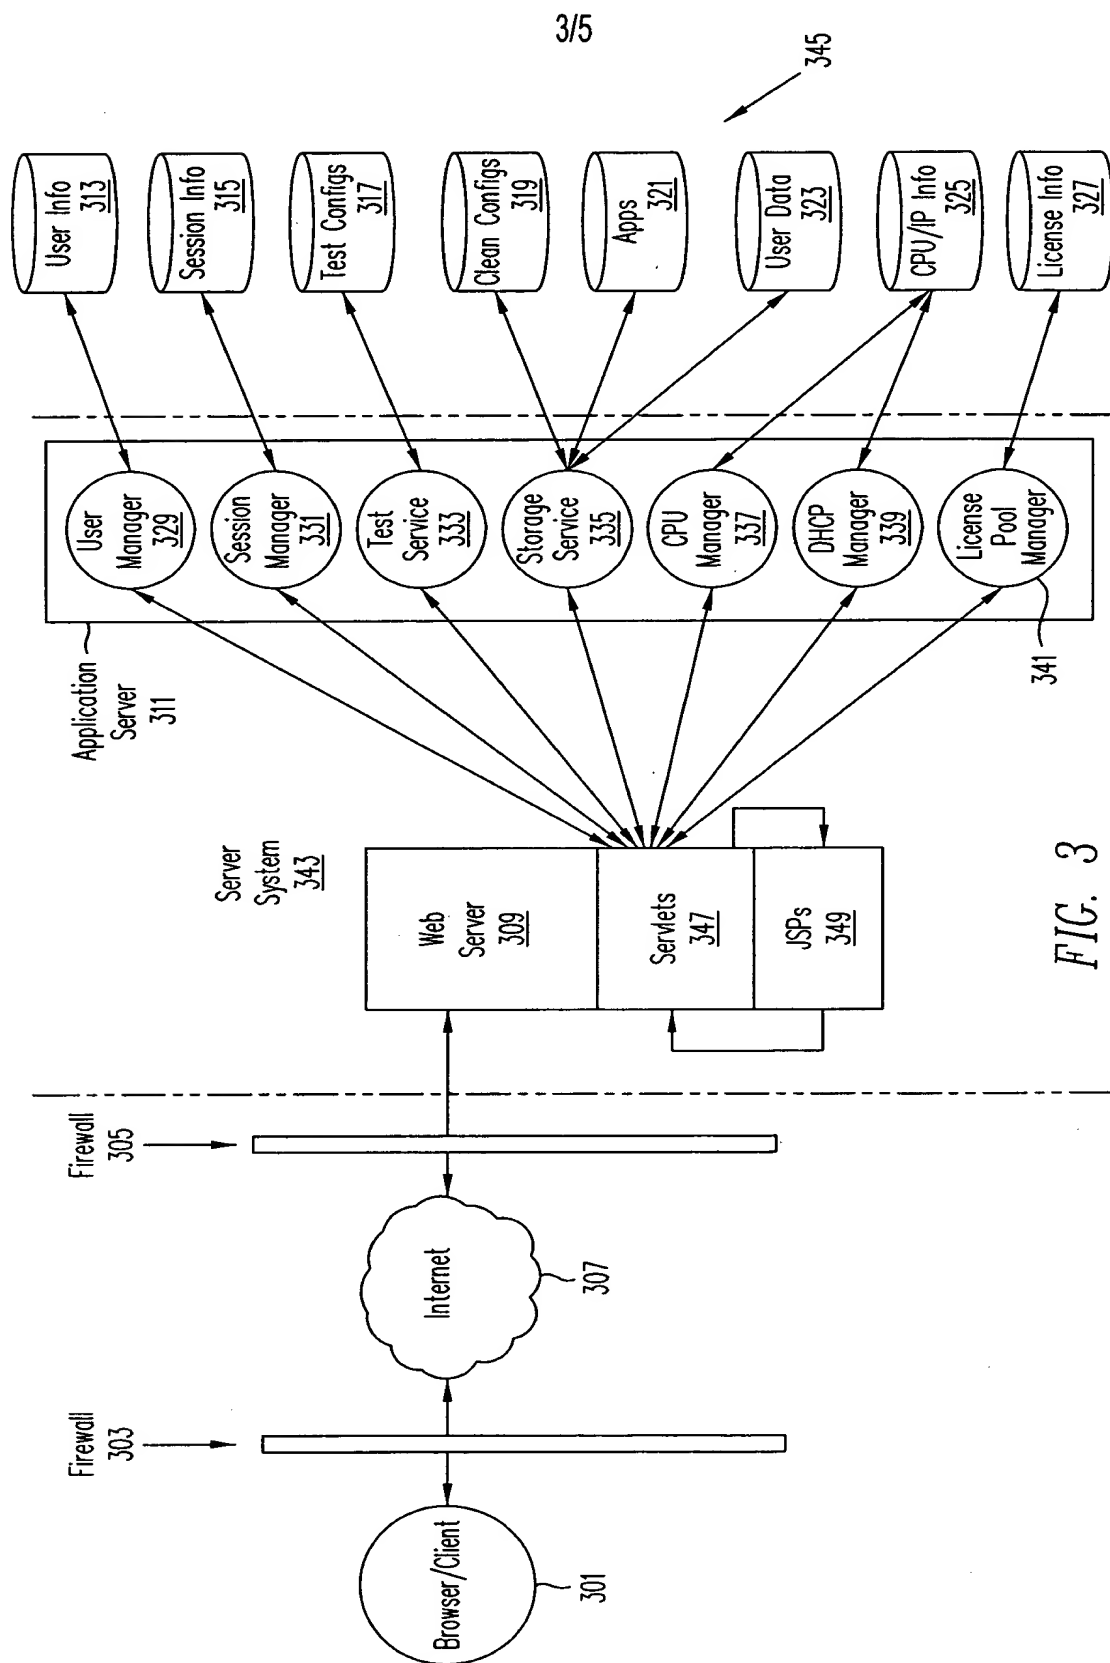 3/5
345
User Info
313
Session Info
315
Test Configs
317
Clean Configs
319
Apps
321
User Data
323
CPU/IP Info
325
License Info
327
Application
Server
311
User
Manager
329
Session
Manager
331
Test
Service
333
Storage
Service
335
CPU
Manager
337
DHCP
Manager
339
License
Pool
Manager
341
Server
System
343
Web
Server
309
Servlets
347
JSPs
349
Firewall
305
Internet
307
Firewall
303
Browser/Client
301
FIG. 3